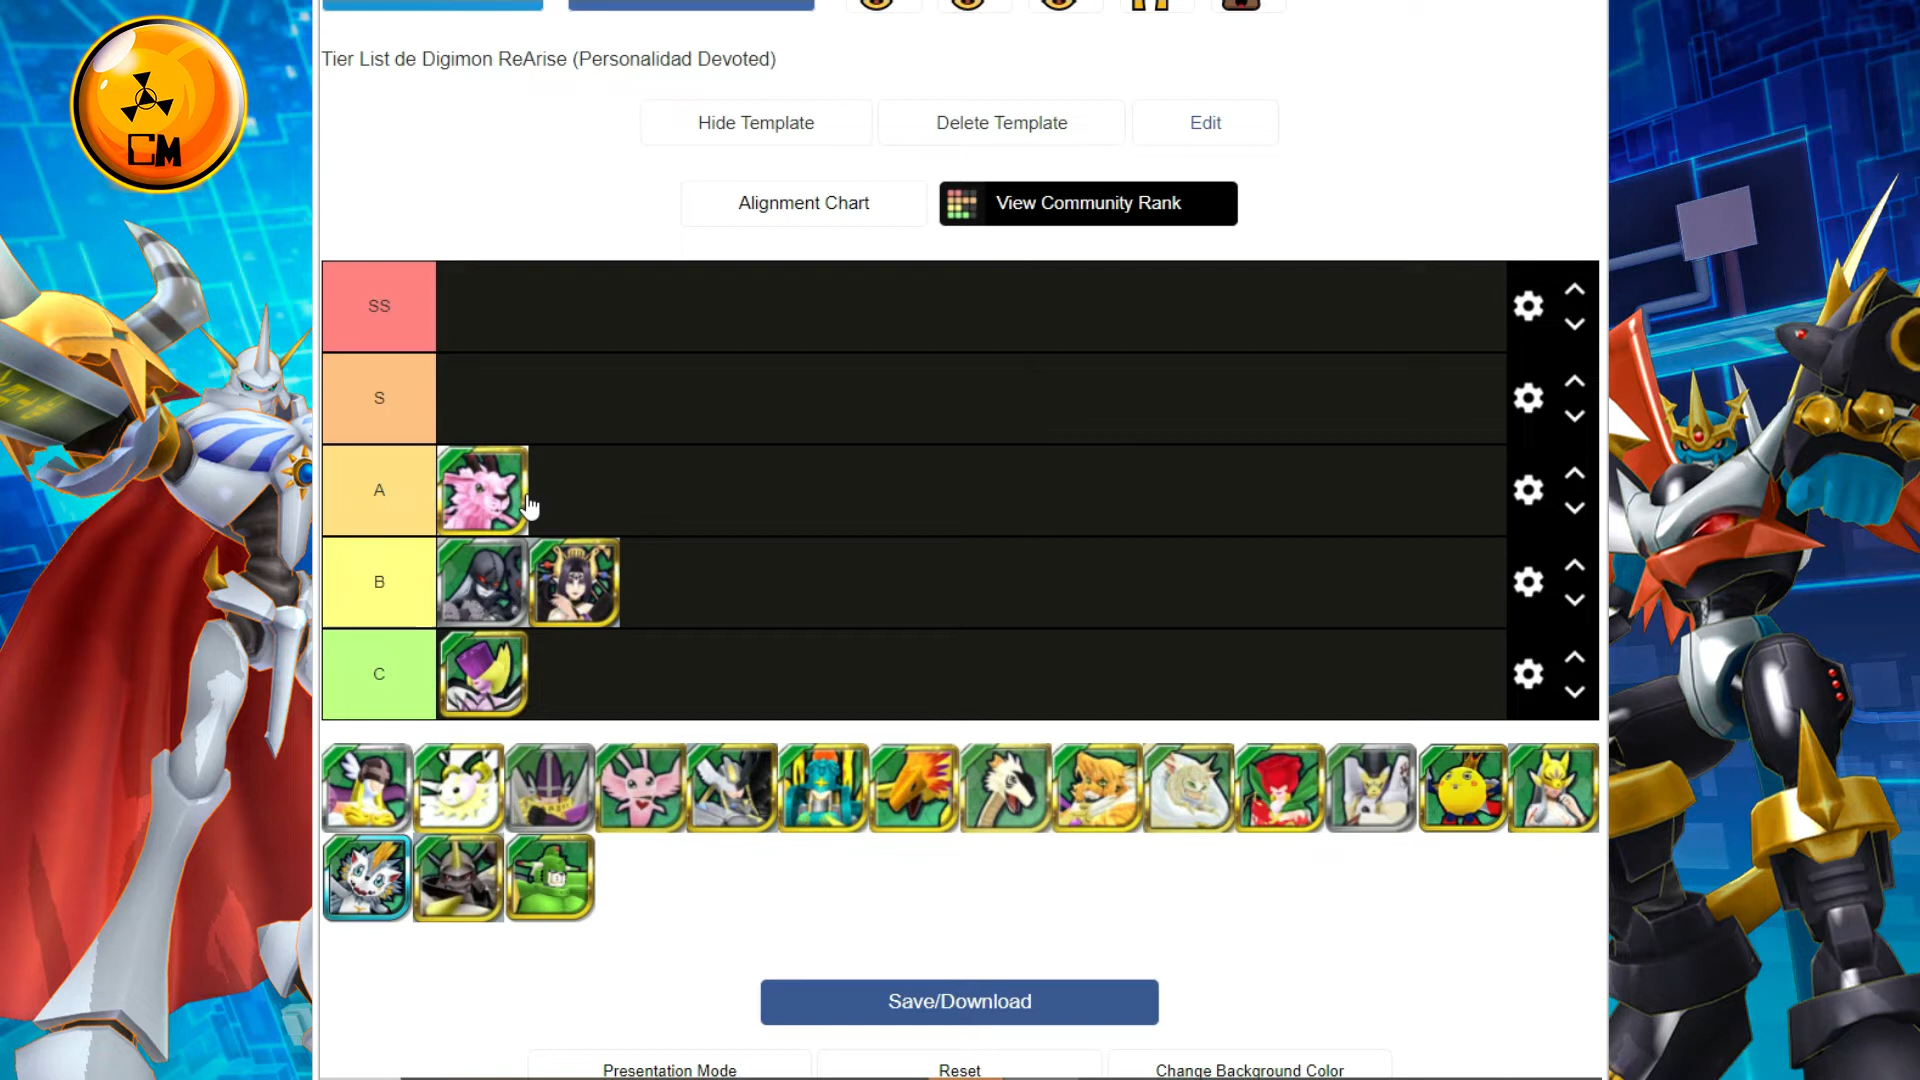 Tier List de Digimon ReArise (Personalidad Devoted)
Hide Template
Delete Template
Edit
Alignment Chart
View Community Rank
CM
SS
S
A
B
C
Save/Download
Presentation Mode
Reset
Change Background Color